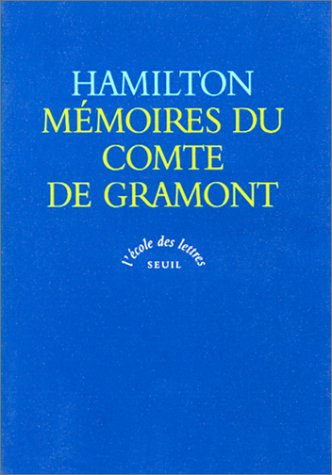 HAMILTON
MÉMOIRES DU
COMTE
DE GRAMONT
l'école des lettres
SEUIL